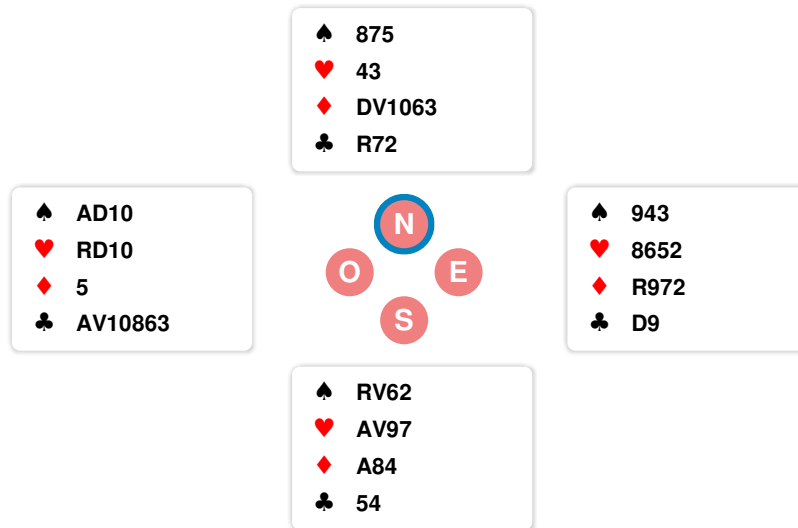 ♠ 875
♥ 43
♦ DV1063
♣ R72
♠ AD10
♥ RD10
♦ 5
♣ AV10863
N
O
E
S
♠ 943
♥ 8652
♦ R972
♣ D9
♠ RV62
♥ AV97
♦ A84
♣ 54